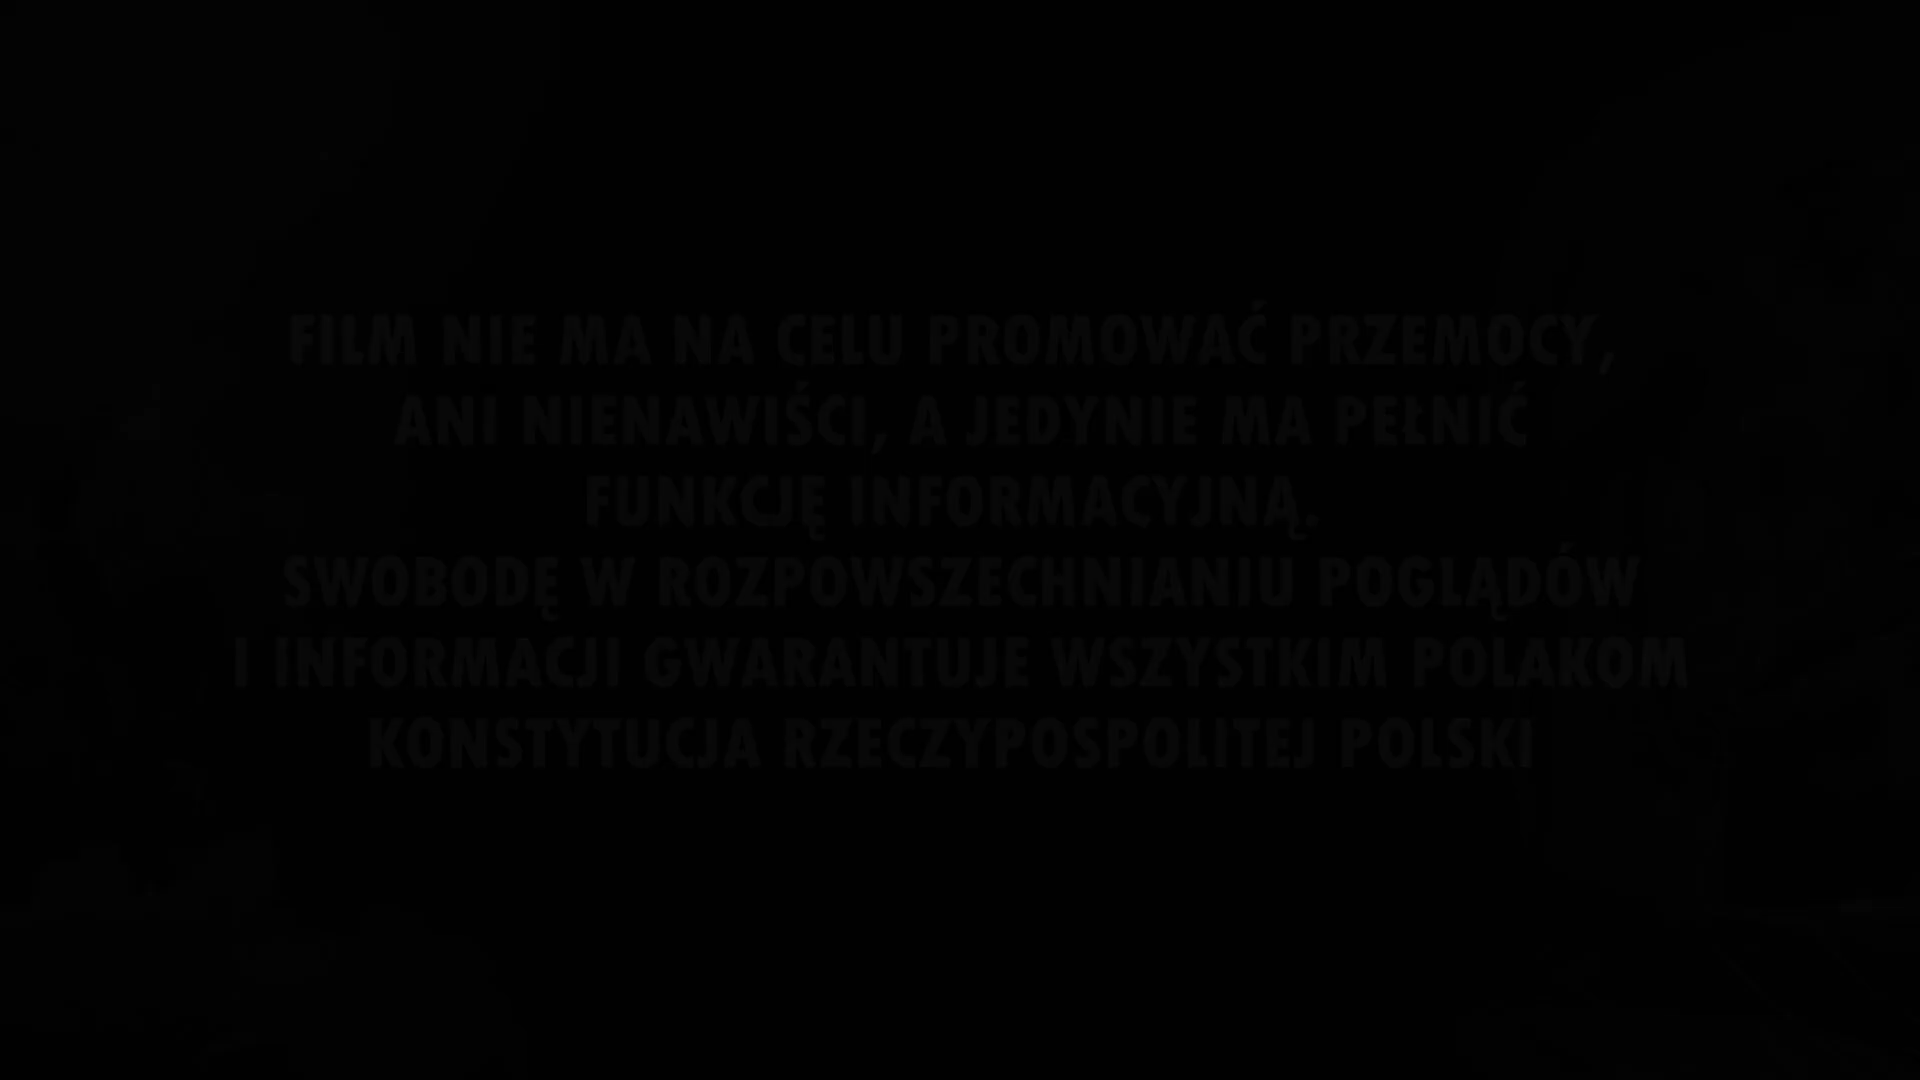 FILM NIE MA NA CELU PROMOWAĆ PRZEMOCY,
ANI NIENAWIŚCI, A JEDYNIE MA PEŁNIĆ
FUNKCJĘ INFORMACYJNĄ.
SWOBODĘ W ROZPOWSZECHNIANIU POGLĄDÓW
I INFORMACJI GWARANTUJE WSZYSTKIM POLAKOM
KONSTYTUCJA RZECZYPOSPOLITEJ POLSKI